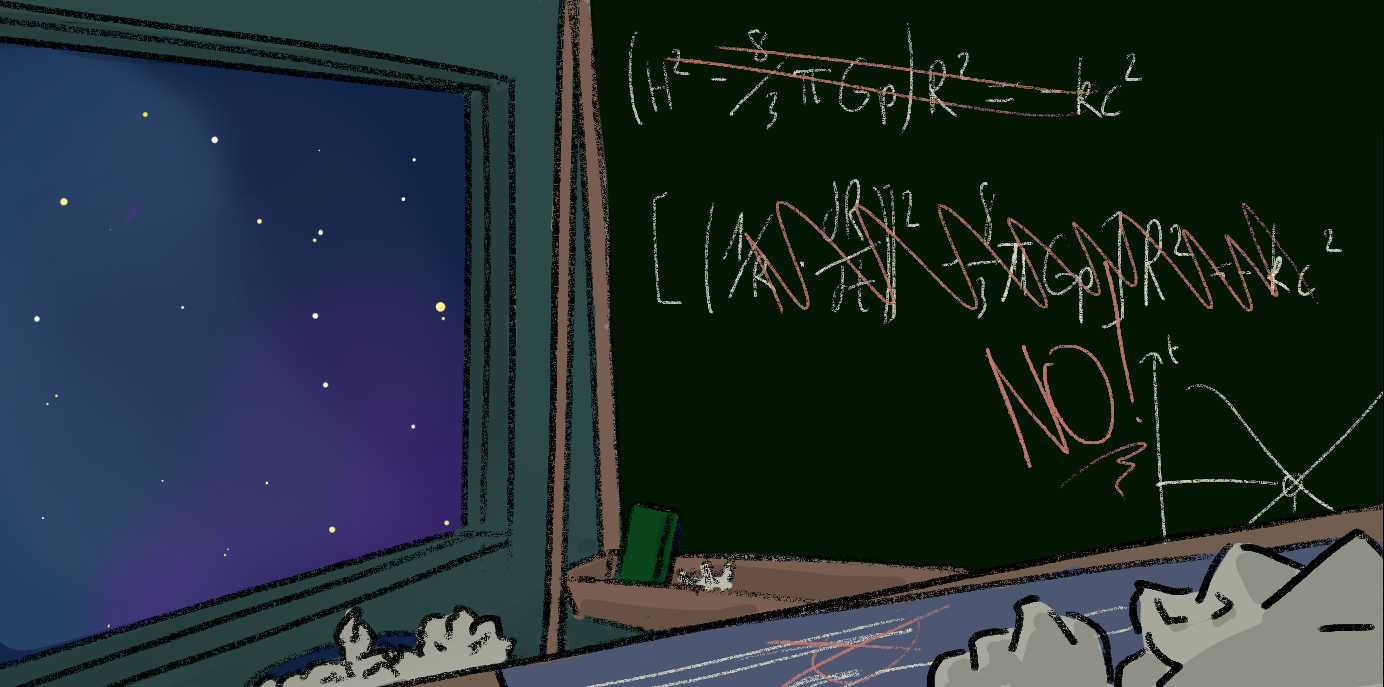 (H² - 8/3 πGρ)R² = -kc²
[(1/R · dR/dt)² - 8/3 πGρ]R² = -kc²
NO!
t